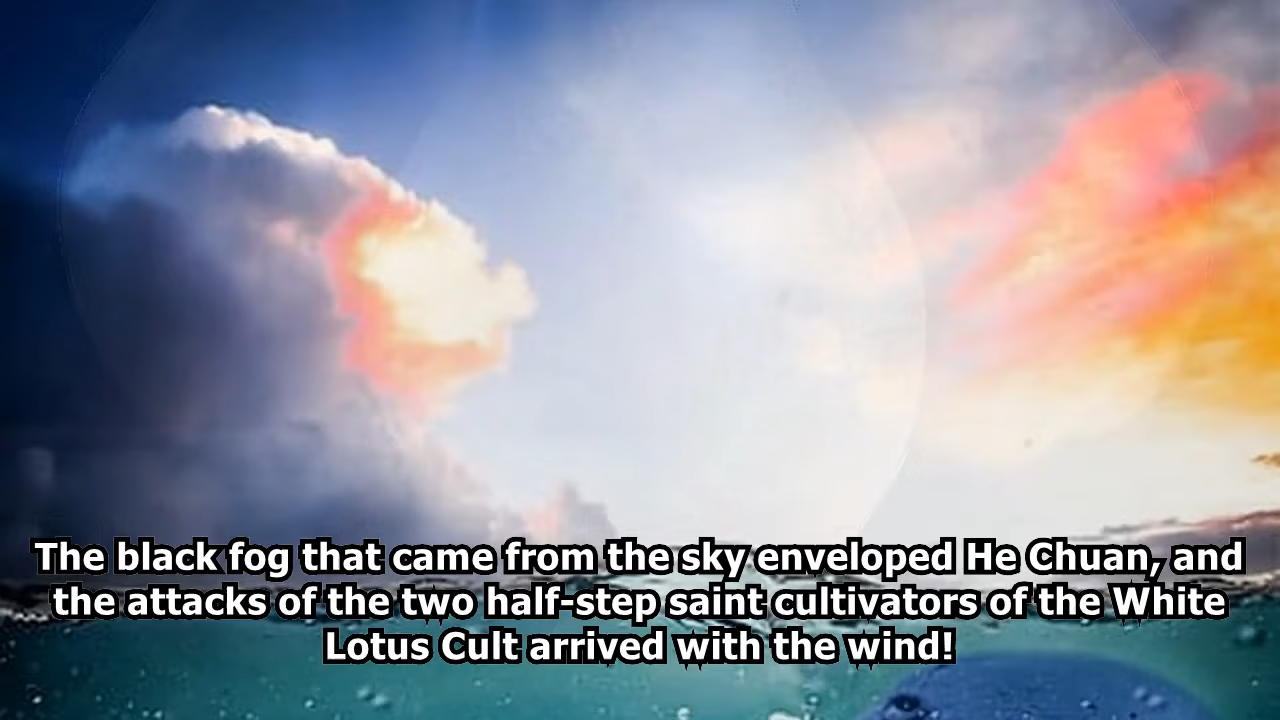 The black fog that came from the sky enveloped He Chuan, and
the attacks of the two half-step saint cultivators of the White
Lotus Cult arrived with the wind!